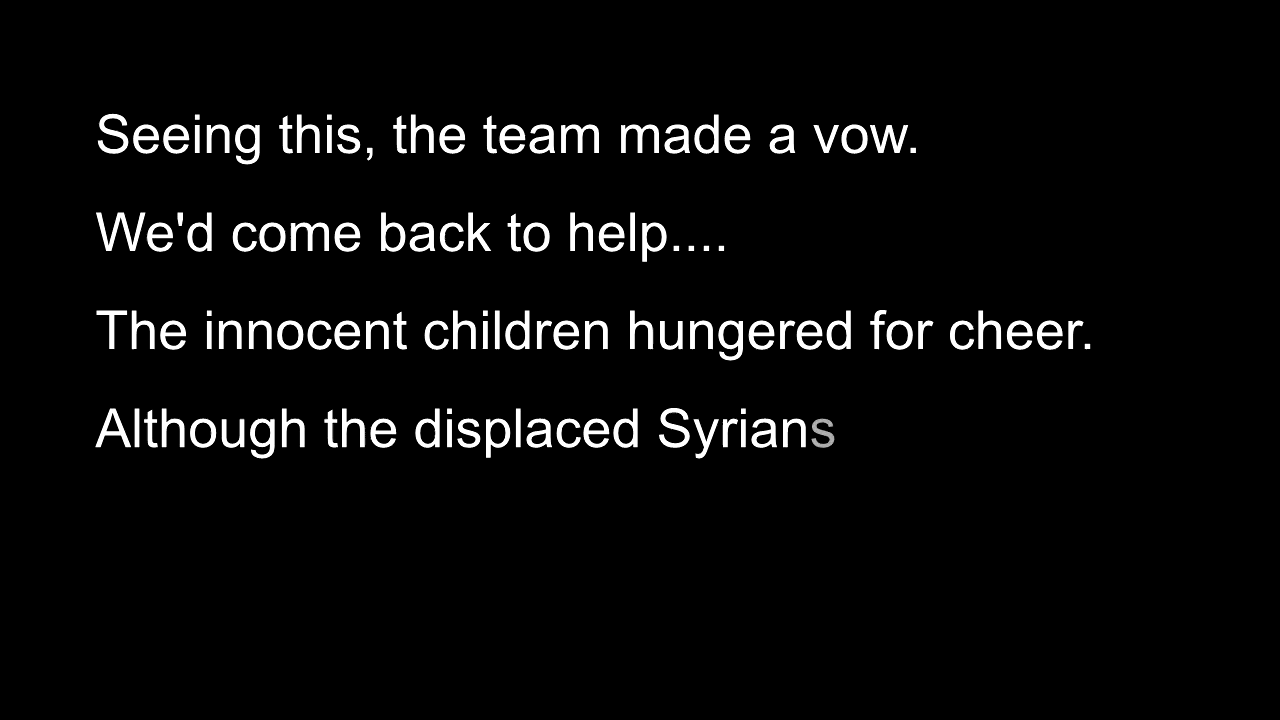 Seeing this, the team made a vow.
We'd come back to help....
The innocent children hungered for cheer.
Although the displaced Syrians